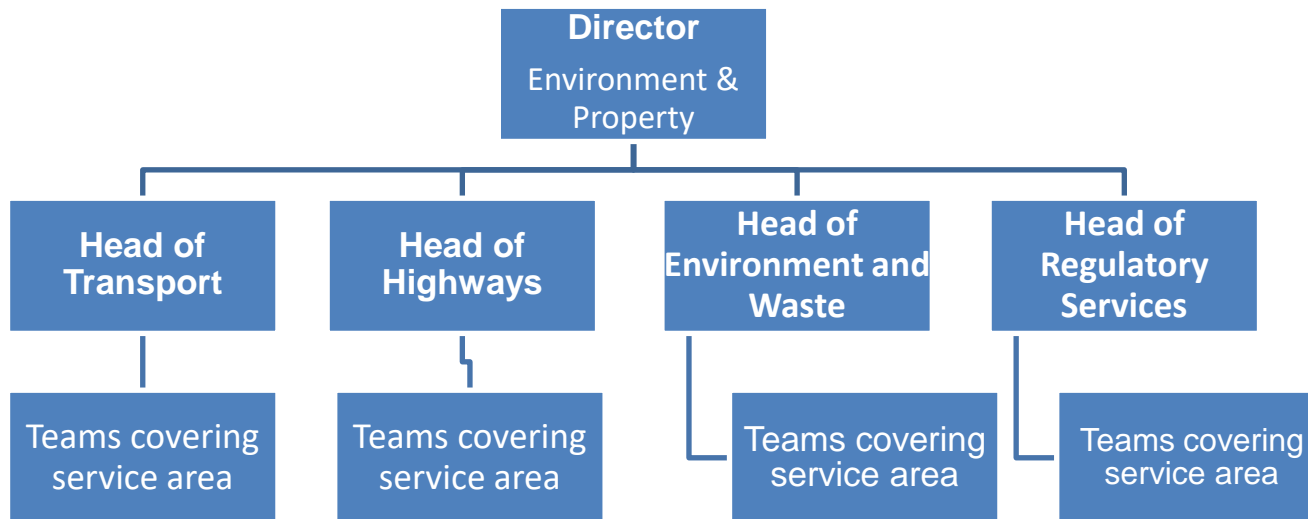 Director
Environment &
Property
Head of
Transport
Head of
Highways
Head of
Environment and
Waste
Head of
Regulatory
Services
Teams covering
service area
Teams covering
service area
Teams covering
service area
Teams covering
service area